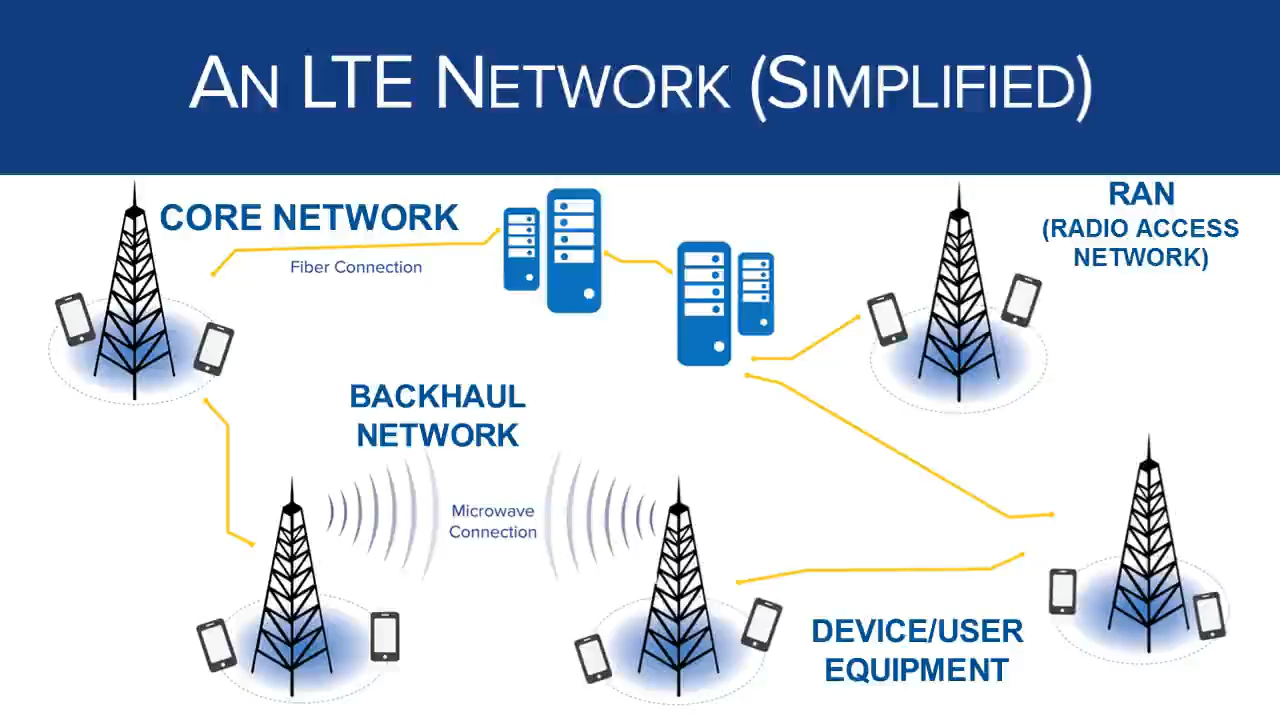 AN LTE NETWORK (SIMPLIFIED)
CORE NETWORK
Fiber Connection
RAN
(RADIO ACCESS
NETWORK)
BACKHAUL
NETWORK
Microwave
Connection
DEVICE/USER
EQUIPMENT